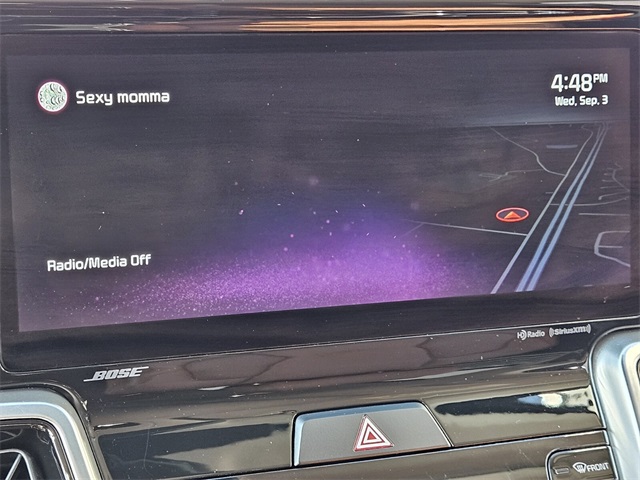 Sexy momma
4:48PM
Wed, Sep. 3
Radio/Media Off
HD Radio
((SiriusXM))
BOSE
FRONT